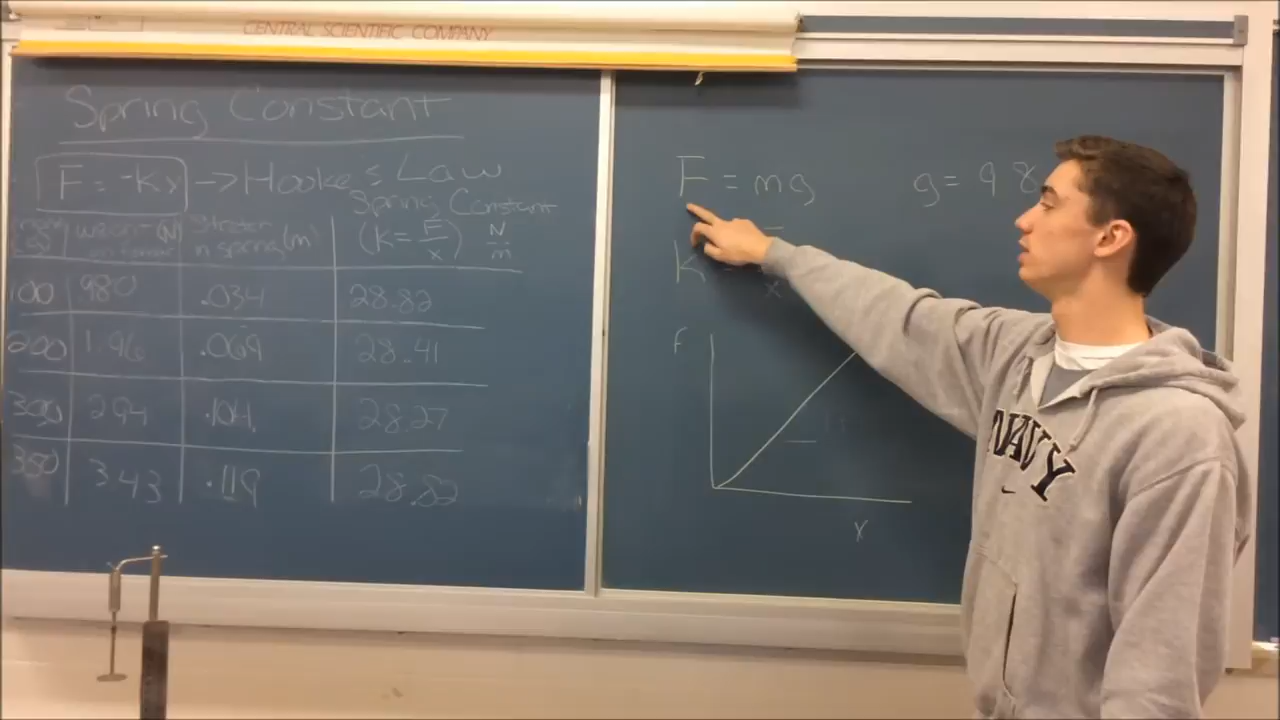 CENTRAL SCIENTIFIC COMPANY
Spring Constant
F = -Kx -> Hooke's Law
Spring Constant
(N) Stretch
in spring (m) (K = F/x) N/m
100 .980 .034 28.82
200 1.96 .069 28.41
300 2.94 .104 28.27
350 3.43 .119 28.82
F = mg g = 9 8
K =
x
F
x
NAVY